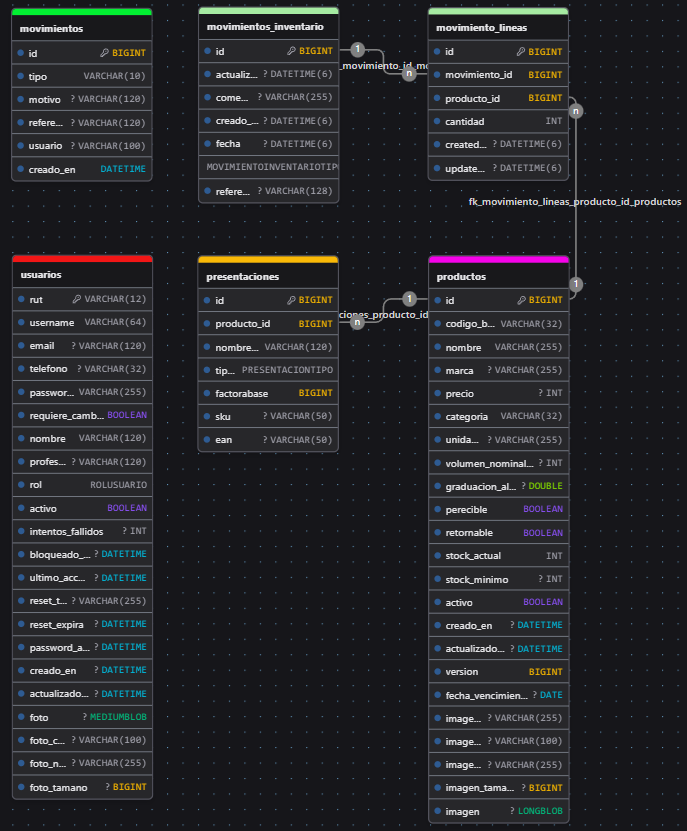 movimientos
id BIGINT
tipo VARCHAR(10)
motivo ? VARCHAR(120)
refere... ? VARCHAR(120)
usuario ? VARCHAR(100)
creado_en DATETIME
movimientos_inventario
id BIGINT
actualiz... ? DATETIME(6)
come... ? VARCHAR(255)
creado_... ? DATETIME(6)
fecha ? DATETIME(6)
MOVIMIENTOINVENTARIOTIP
refere... ? VARCHAR(128)
1
_movimiento_id_mo
n
movimiento_lineas
id BIGINT
movimiento_id BIGINT
producto_id BIGINT
cantidad INT
created... ? DATETIME(6)
update... ? DATETIME(6)
n
fk_movimiento_lineas_producto_id_productos
1
usuarios
rut VARCHAR(12)
username VARCHAR(64)
email ? VARCHAR(120)
telefono ? VARCHAR(32)
passwor... VARCHAR(255)
requiere_camb... BOOLEAN
nombre VARCHAR(120)
profes... ? VARCHAR(120)
rol ROLUSUARIO
activo BOOLEAN
intentos_fallidos ? INT
bloqueado_... ? DATETIME
ultimo_acc... ? DATETIME
reset_t... ? VARCHAR(255)
reset_expira ? DATETIME
password_a... ? DATETIME
creado_en ? DATETIME
actualizado... ? DATETIME
foto ? MEDIUMBLOB
foto_c... ? VARCHAR(100)
foto_n... ? VARCHAR(255)
foto_tamano ? BIGINT
presentaciones
id BIGINT
producto_id BIGINT
nombre... VARCHAR(120)
tip... PRESENTACIONTIPO
factorabase BIGINT
sku ? VARCHAR(50)
ean ? VARCHAR(50)
1
ciones_producto_id
n
productos
id BIGINT
codigo_b... VARCHAR(32)
nombre VARCHAR(255)
marca ? VARCHAR(255)
precio ? INT
categoria VARCHAR(32)
unida... ? VARCHAR(255)
volumen_nominal... ? INT
graduacion_al... ? DOUBLE
perecible BOOLEAN
retornable BOOLEAN
stock_actual INT
stock_minimo ? INT
activo BOOLEAN
creado_en ? DATETIME
actualizado... ? DATETIME
version BIGINT
fecha_vencimien... ? DATE
image... ? VARCHAR(255)
image... ? VARCHAR(100)
image... ? VARCHAR(255)
imagen_tama... ? BIGINT
imagen ? LONGBLOB